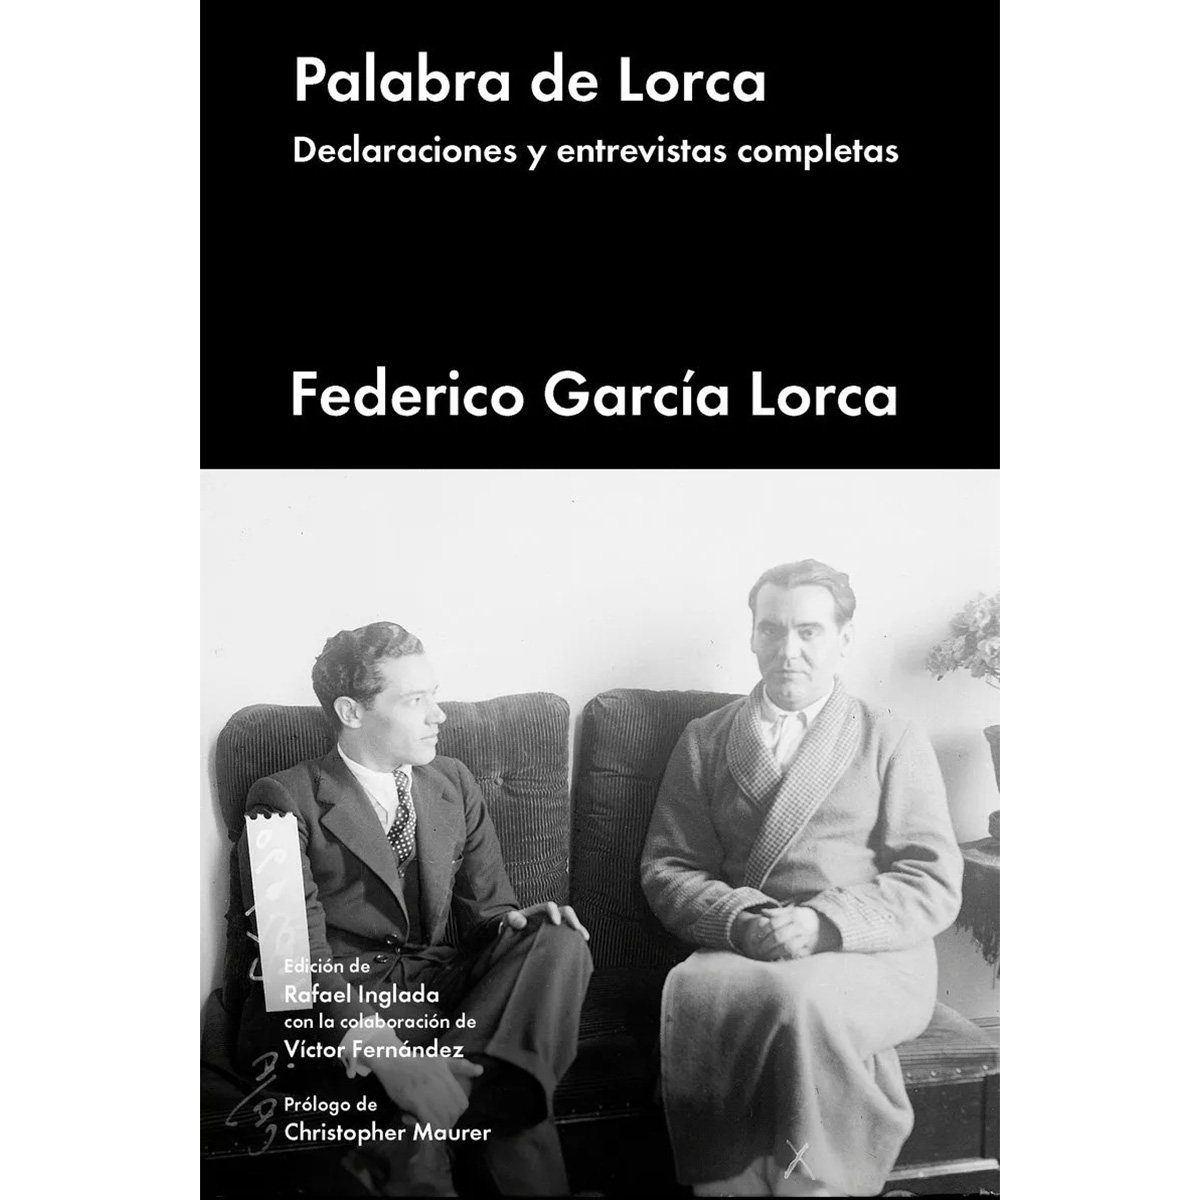 Palabra de Lorca
Declaraciones y entrevistas completas
Federico García Lorca
Edición de
Rafael Inglada
con la colaboración de
Víctor Fernández
Prólogo de
Christopher Maurer